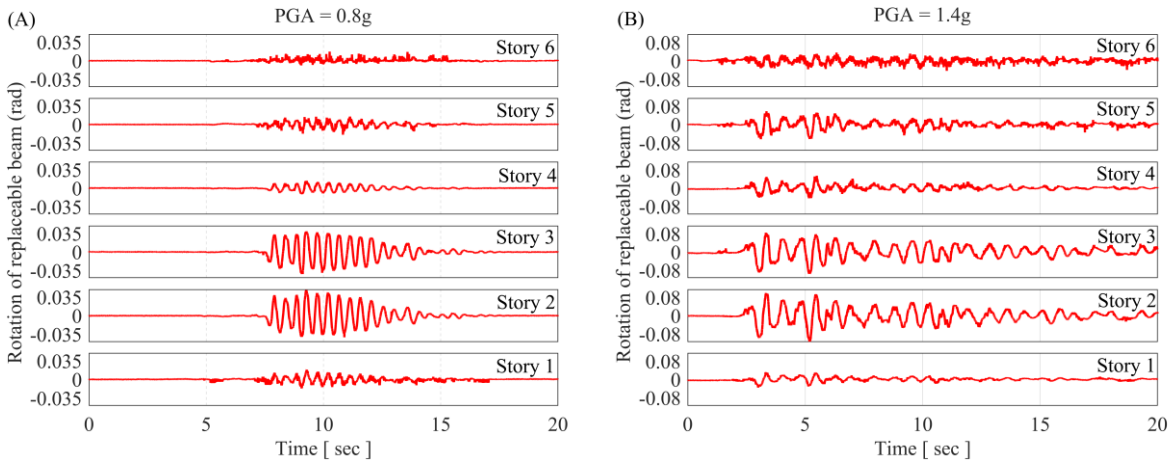 (A)
PGA = 0.8g
Rotation of replaceable beam (rad)
0.035
0
-0.035
Story 6
0.035
0
-0.035
Story 5
0.035
0
-0.035
Story 4
0.035
0
-0.035
Story 3
0.035
0
-0.035
Story 2
0.035
0
-0.035
Story 1
0 5 10 15 20
Time [ sec ]
(B)
PGA = 1.4g
Rotation of replaceable beam (rad)
0.08
0
-0.08
Story 6
0.08
0
-0.08
Story 5
0.08
0
-0.08
Story 4
0.08
0
-0.08
Story 3
0.08
0
-0.08
Story 2
0.08
0
-0.08
Story 1
0 5 10 15 20
Time [ sec ]